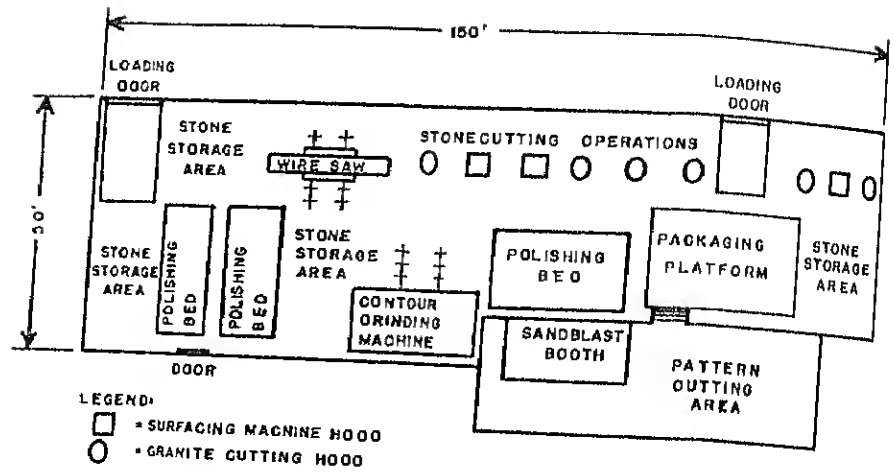 150'
LOADING
DOOR
LOADING
DOOR
STONE
STORAGE
AREA
STONECUTTING OPERATIONS
WIRE SAW
50'
STONE
STORAGE
AREA
POLISHING
BED
POLISHING
BED
STONE
STORAGE
AREA
POLISHING
BED
PACKAGING
PLATFORM
STONE
STORAGE
AREA
CONTOUR
GRINDING
MACHINE
SANDBLAST
BOOTH
PATTERN
CUTTING
AREA
DOOR
LEGEND:
= SURFACING MACHINE HOOD
= GRANITE CUTTING HOOD